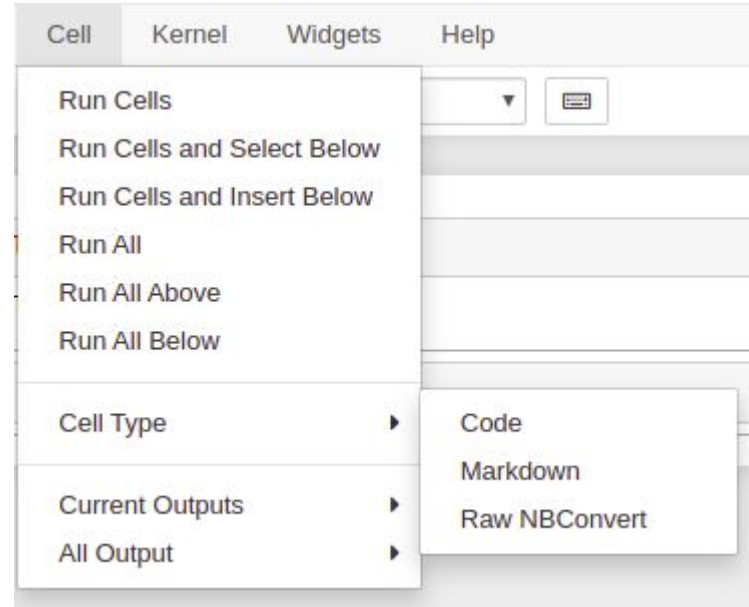 Cell Kernel Widgets Help
Run Cells
Run Cells and Select Below
Run Cells and Insert Below
Run All
Run All Above
Run All Below
Cell Type
Code
Markdown
Raw NBConvert
Current Outputs
All Output